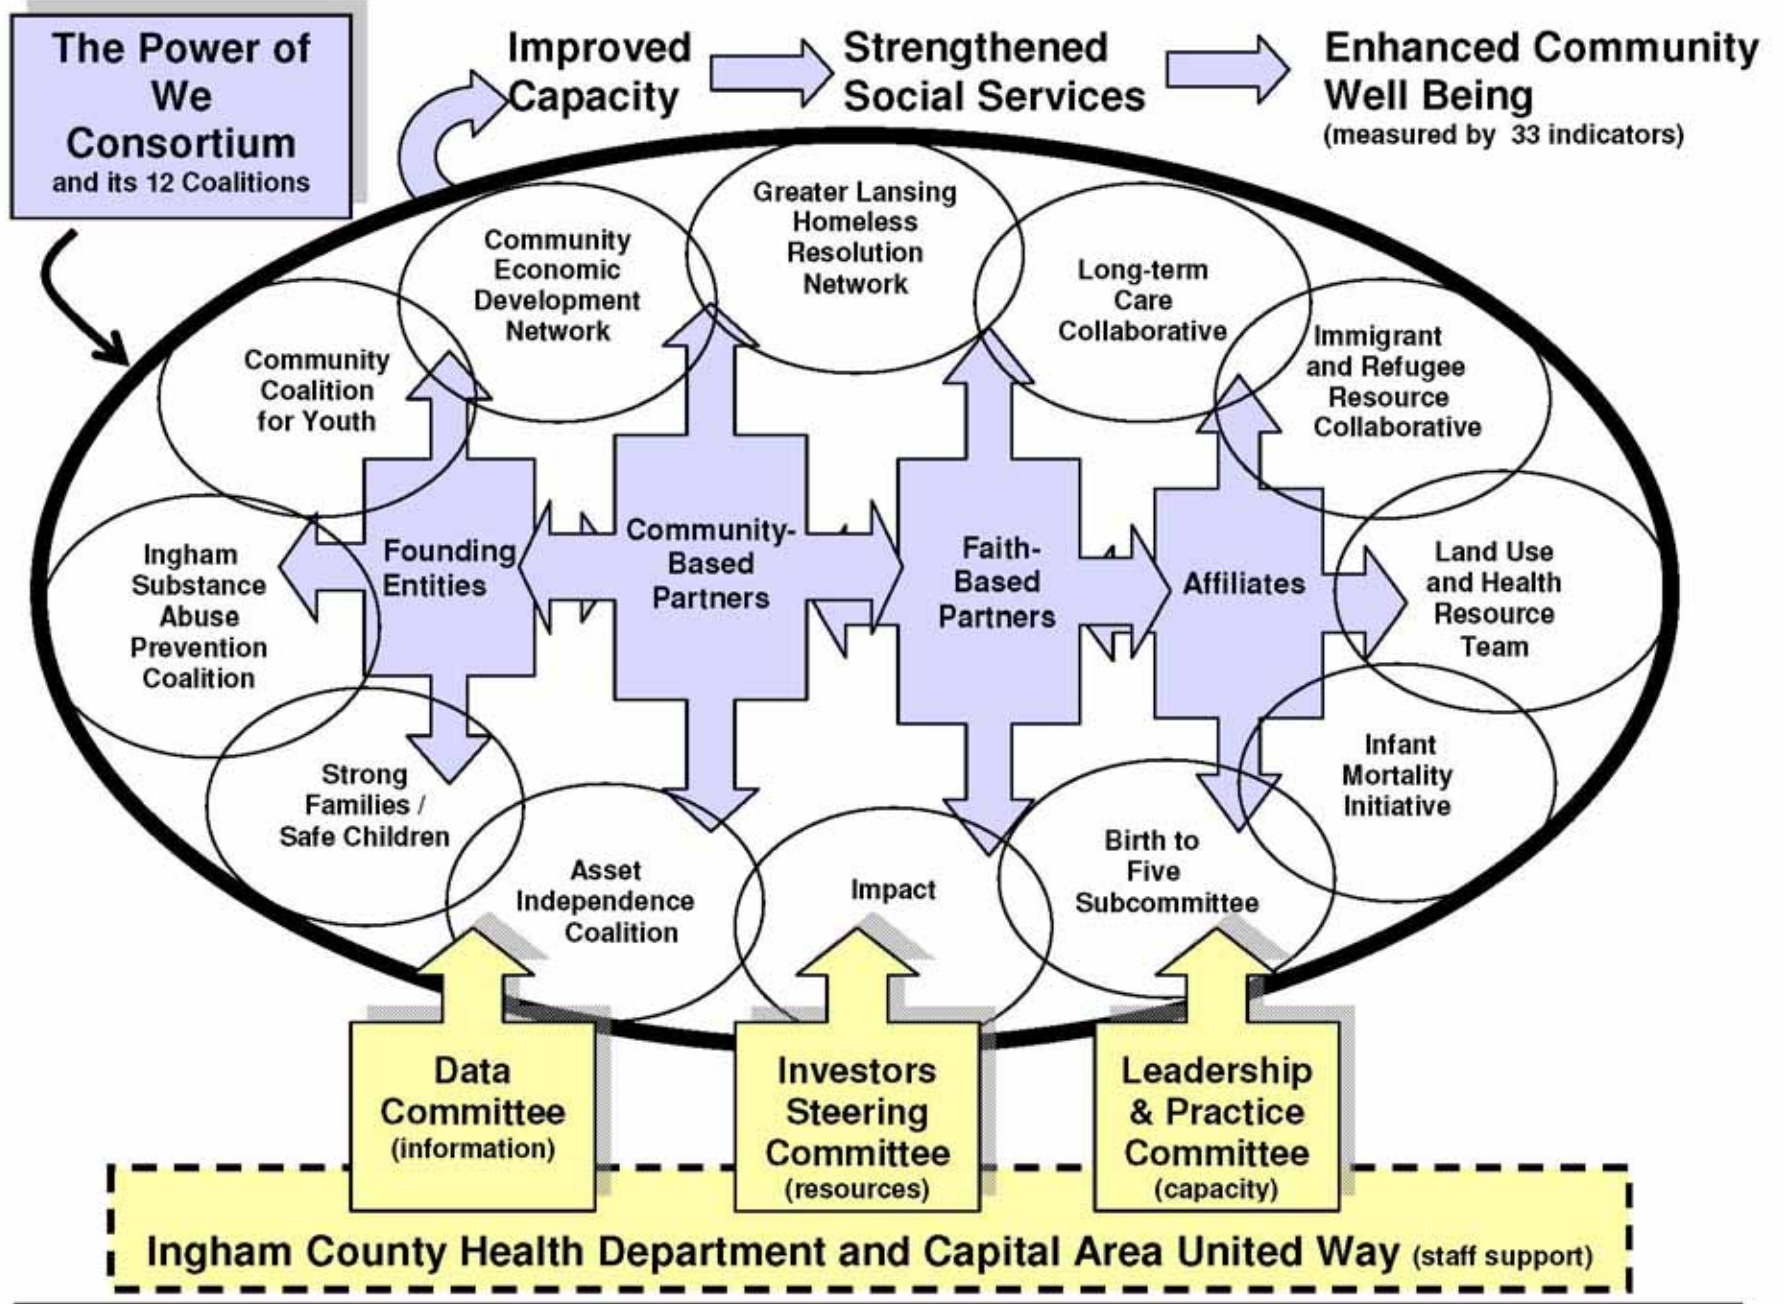 The Power of
We
Consortium
and its 12 Coalitions
Improved
Capacity
Strengthened
Social Services
Enhanced Community
Well Being
(measured by 33 indicators)
Greater Lansing
Homeless
Resolution
Network
Community
Economic
Development
Network
Long-term
Care
Collaborative
Immigrant
and Refugee
Resource
Collaborative
Community
Coalition
for Youth
Ingham
Substance
Abuse
Prevention
Coalition
Founding
Entities
Community-
Based
Partners
Faith-
Based
Partners
Affiliates
Land Use
and Health
Resource
Team
Strong
Families /
Safe Children
Infant
Mortality
Initiative
Asset
Independence
Coalition
Impact
Birth to
Five
Subcommittee
Data
Committee
(information)
Investors
Steering
Committee
(resources)
Leadership
& Practice
Committee
(capacity)
Ingham County Health Department and Capital Area United Way (staff support)